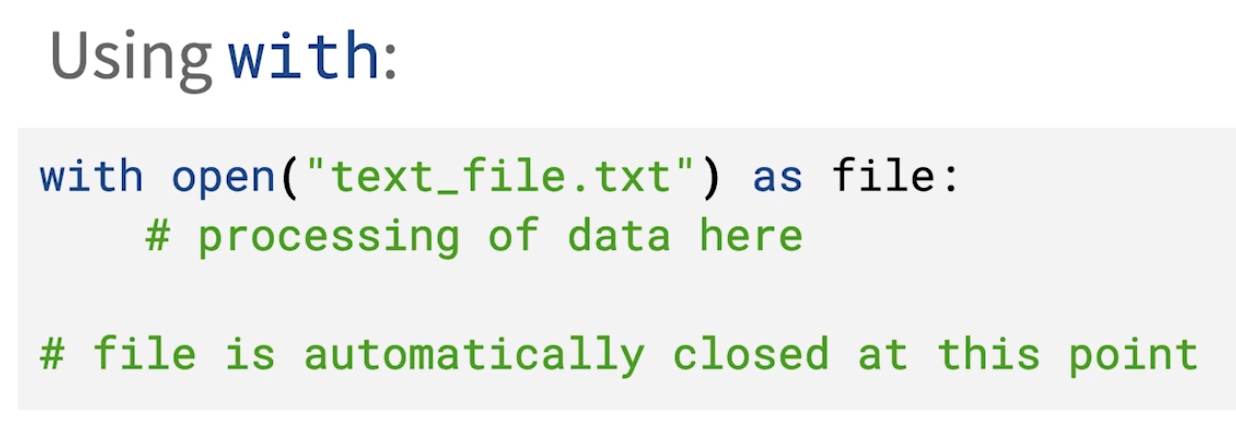 Using with:
with open("text_file.txt") as file:
# processing of data here
# file is automatically closed at this point